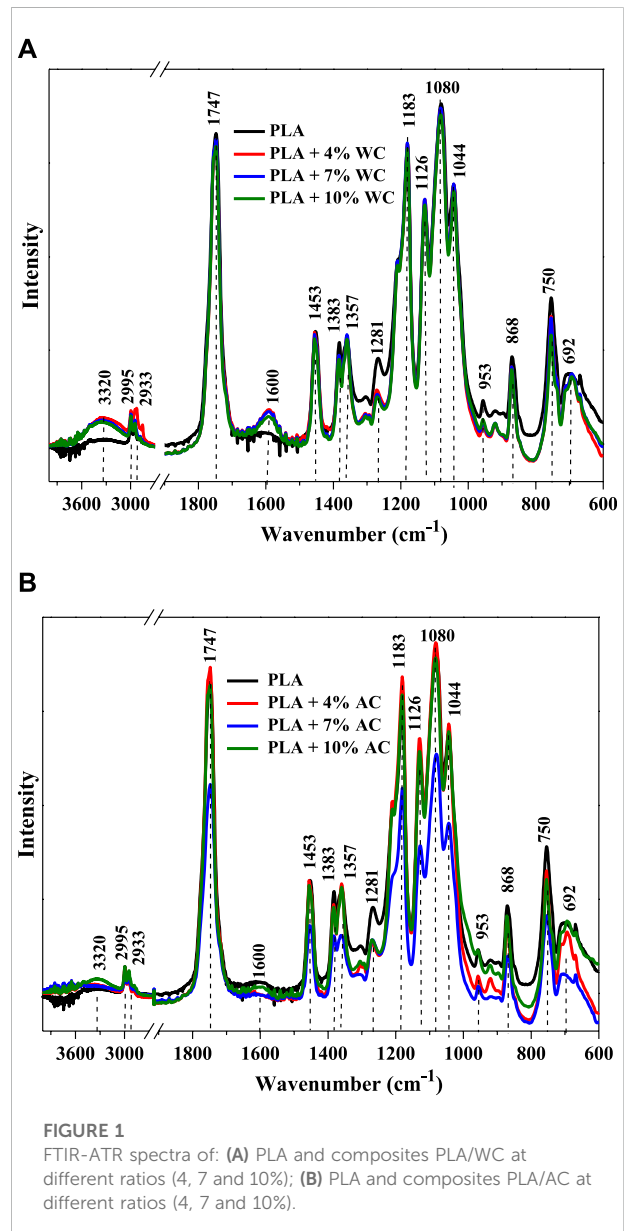 A
1747
1183
1080
1126
1044
PLA
PLA + 4% WC
PLA + 7% WC
PLA + 10% WC
Intensity
3320
2995
2933
1600
1453
1383
1357
1281
953
868
750
692
3600 3000 1800 1600 1400 1200 1000 800 600
Wavenumber (cm⁻¹)
B
1747
1183
1080
1126
1044
PLA
PLA + 4% AC
PLA + 7% AC
PLA + 10% AC
Intensity
3320
2995
2933
1600
1453
1383
1357
1281
953
868
750
692
3600 3000 1800 1600 1400 1200 1000 800 600
Wavenumber (cm⁻¹)
FIGURE 1
FTIR-ATR spectra of: (A) PLA and composites PLA/WC at
different ratios (4, 7 and 10%); (B) PLA and composites PLA/AC at
different ratios (4, 7 and 10%).